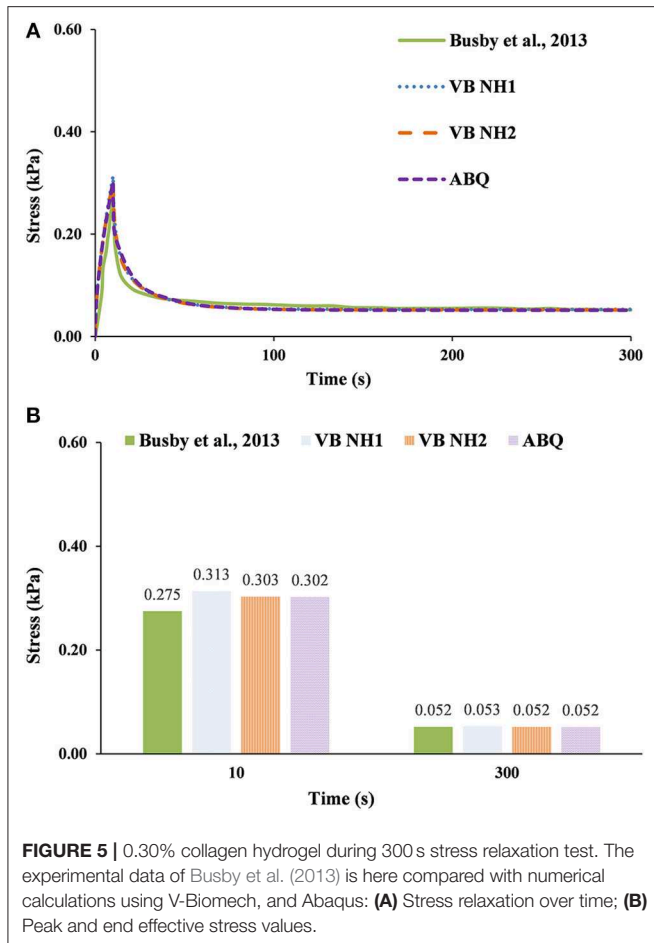 A
0.60
0.40
0.20
0.00
Stress (kPa)
0
100
200
300
Time (s)
Busby et al., 2013
VB NH1
VB NH2
ABQ
B
0.60
0.40
0.20
0.00
Stress (kPa)
Busby et al., 2013 VB NH1 VB NH2 ABQ
0.275
0.313
0.303
0.302
0.052
0.053
0.052
0.052
10
300
Time (s)
FIGURE 5 | 0.30% collagen hydrogel during 300 s stress relaxation test. The
experimental data of Busby et al. (2013) is here compared with numerical
calculations using V-Biomech, and Abaqus: (A) Stress relaxation over time; (B)
Peak and end effective stress values.